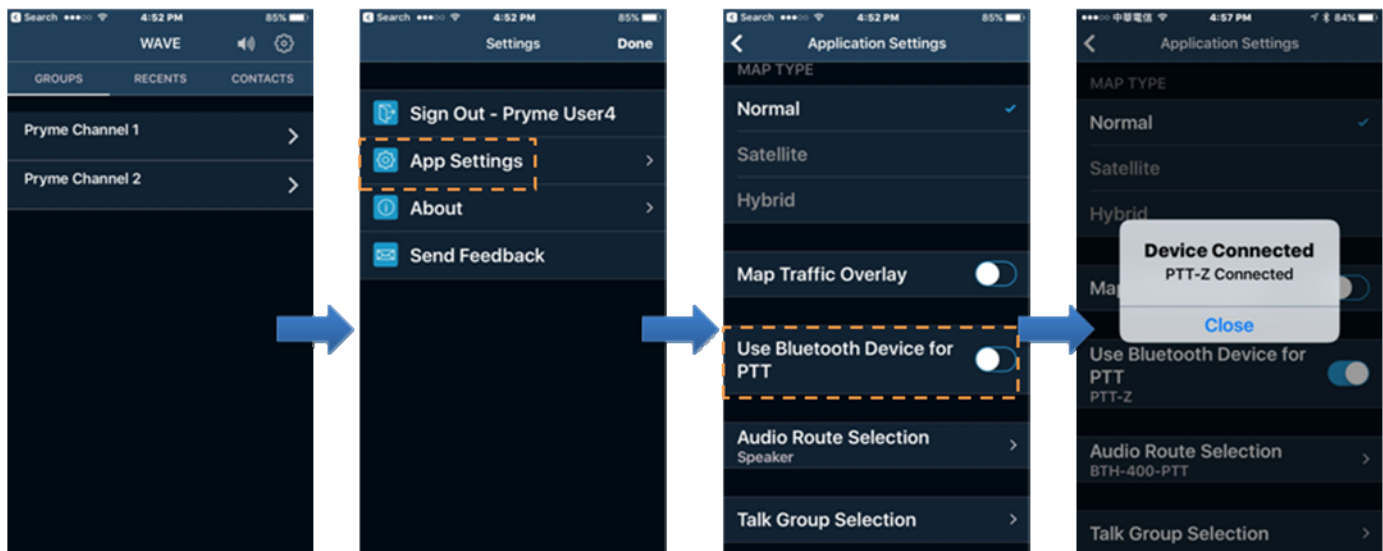 Search 4:52 PM 85%
WAVE
GROUPS RECENTS CONTACTS
Pryme Channel 1
Pryme Channel 2
Search 4:52 PM 85%
Settings Done
Sign Out - Pryme User4
App Settings
About
Send Feedback
Search 4:52 PM 85%
Application Settings
MAP TYPE
Normal
Satellite
Hybrid
Map Traffic Overlay
Use Bluetooth Device for
PTT
Audio Route Selection
Speaker
Talk Group Selection
中華電信 4:57 PM 84%
Application Settings
MAP TYPE
Normal
Satellite
Hybrid
Device Connected
PTT-Z Connected
Close
Map
Use Bluetooth Device for
PTT
PTT-Z
Audio Route Selection
BTH-400-PTT
Talk Group Selection